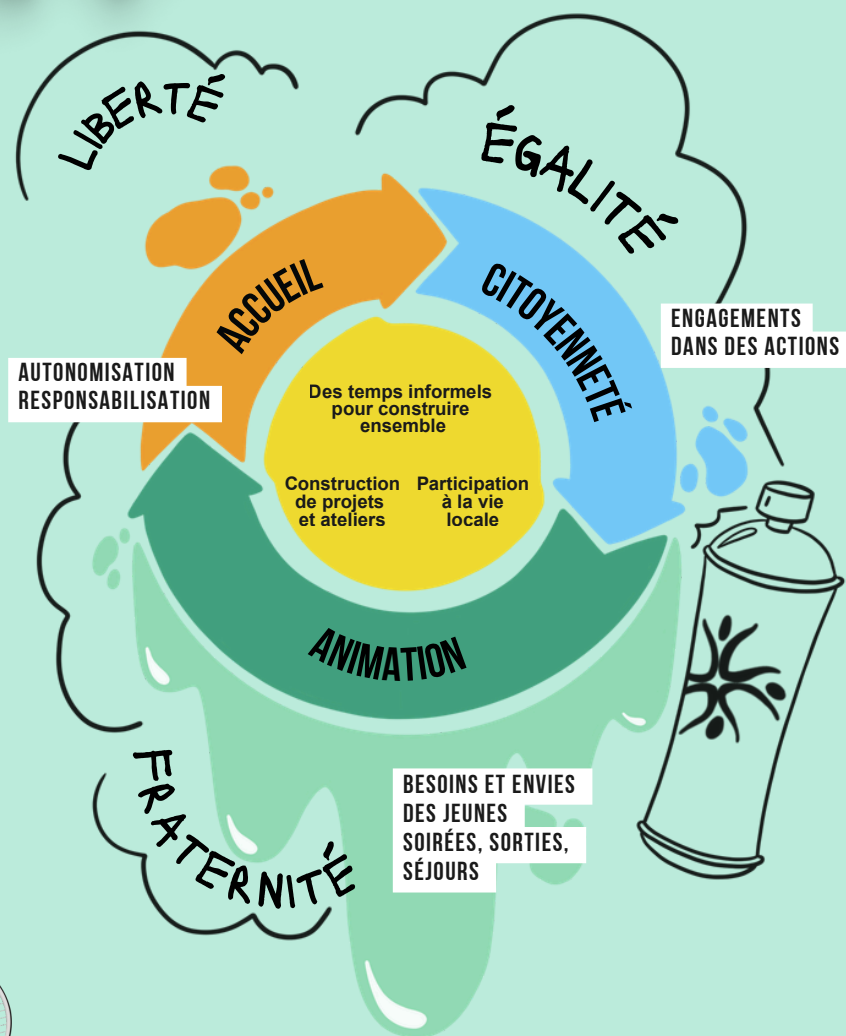 LIBERTÉ
ÉGALITÉ
ACCUEIL
CITOYENNETÉ
ENGAGEMENTS
DANS DES ACTIONS
AUTONOMISATION
RESPONSABILISATION
Des temps informels
pour construire
ensemble
Construction
de projets
et ateliers
Participation
à la vie
locale
ANIMATION
FRATERNITÉ
BESOINS ET ENVIES
DES JEUNES
SOIRÉES, SORTIES,
SÉJOURS